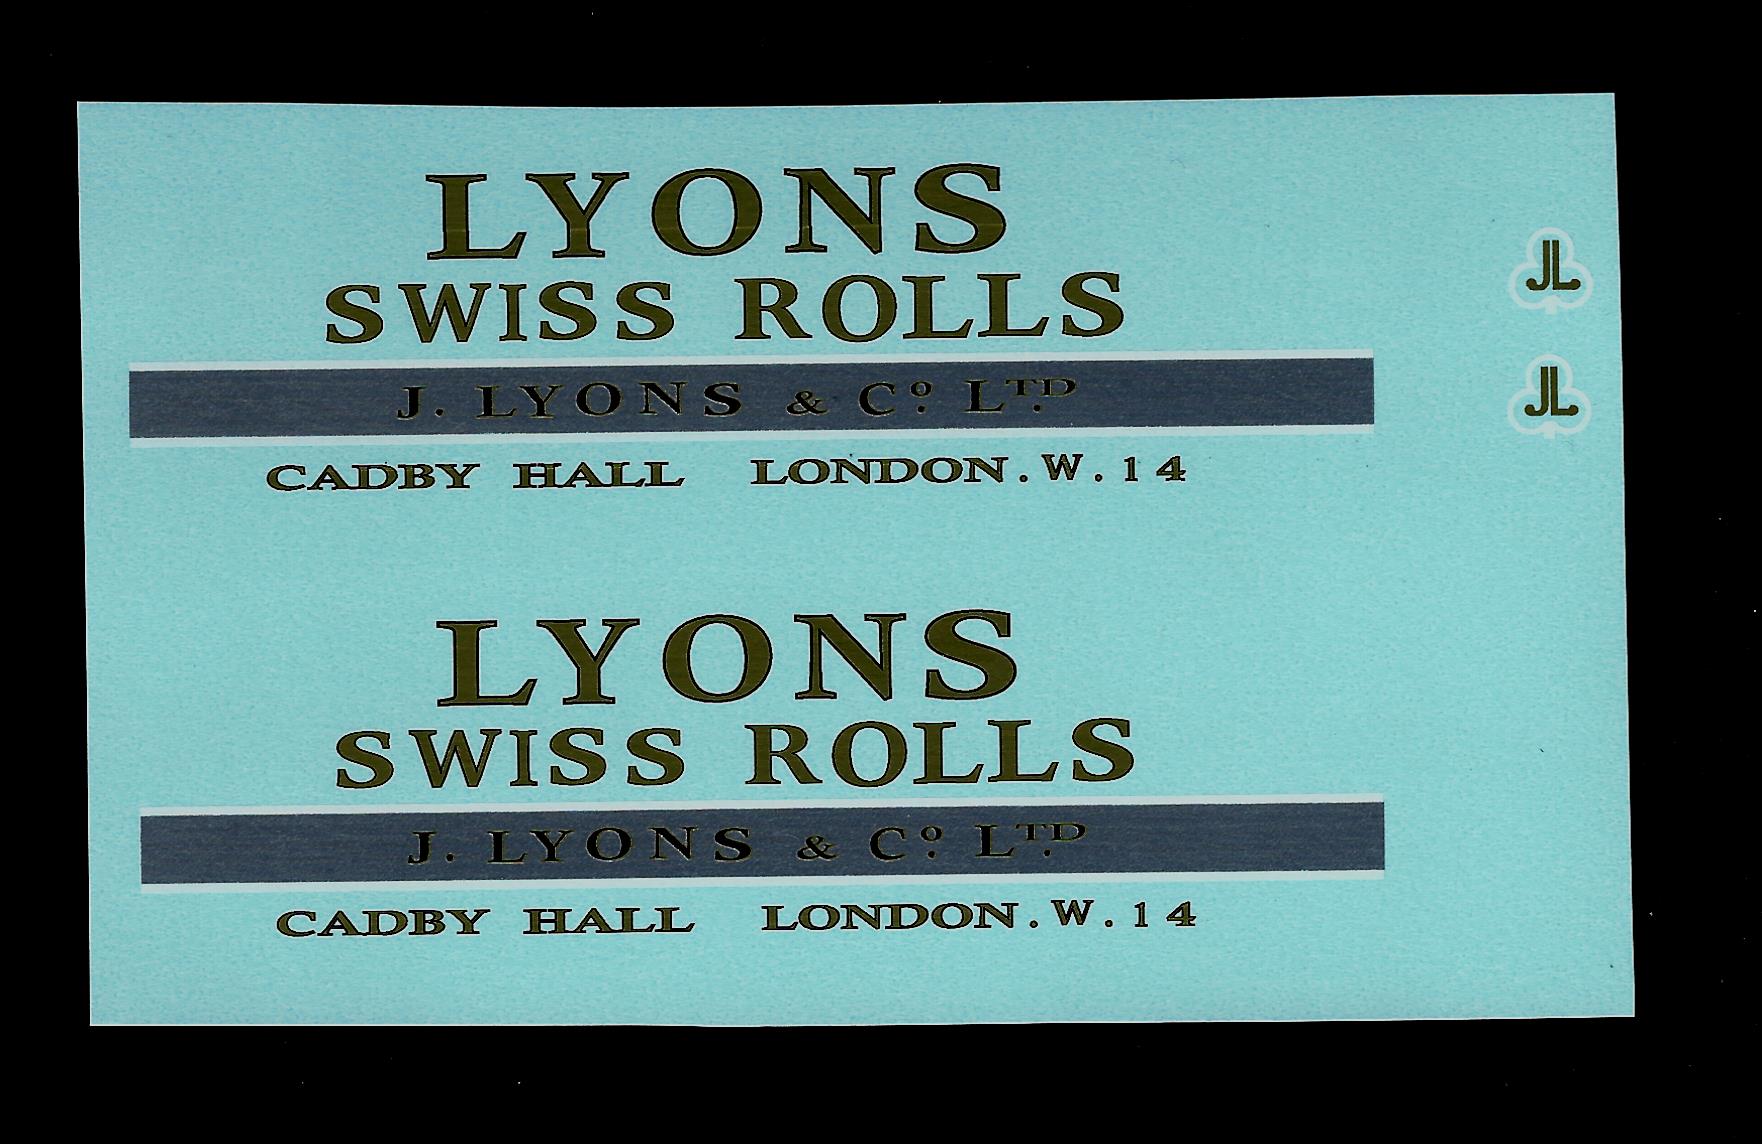 LYONS
SWISS ROLLS
J. LYONS & Cº. LTD.
CADBY HALL LONDON.W.14
JL
JL
LYONS
SWISS ROLLS
J. LYONS & Cº. LTD.
CADBY HALL LONDON.W.14